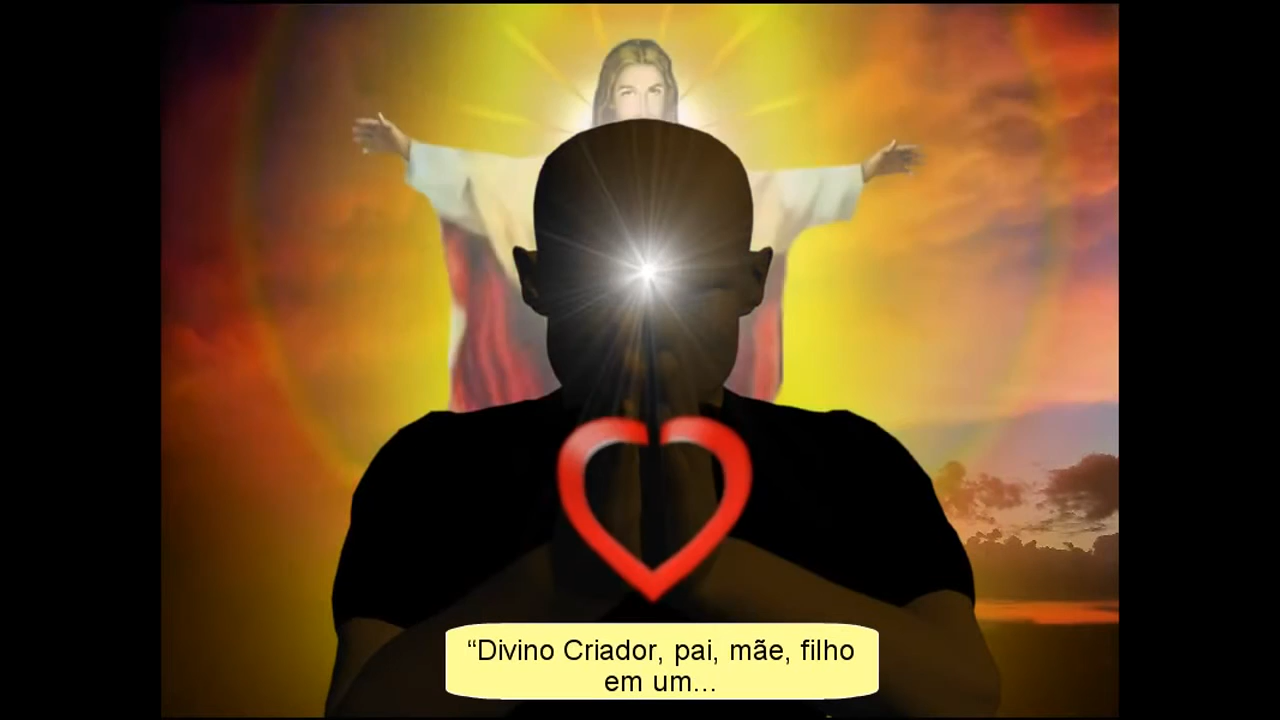 “Divino Criador, pai, mãe, filho
em um...